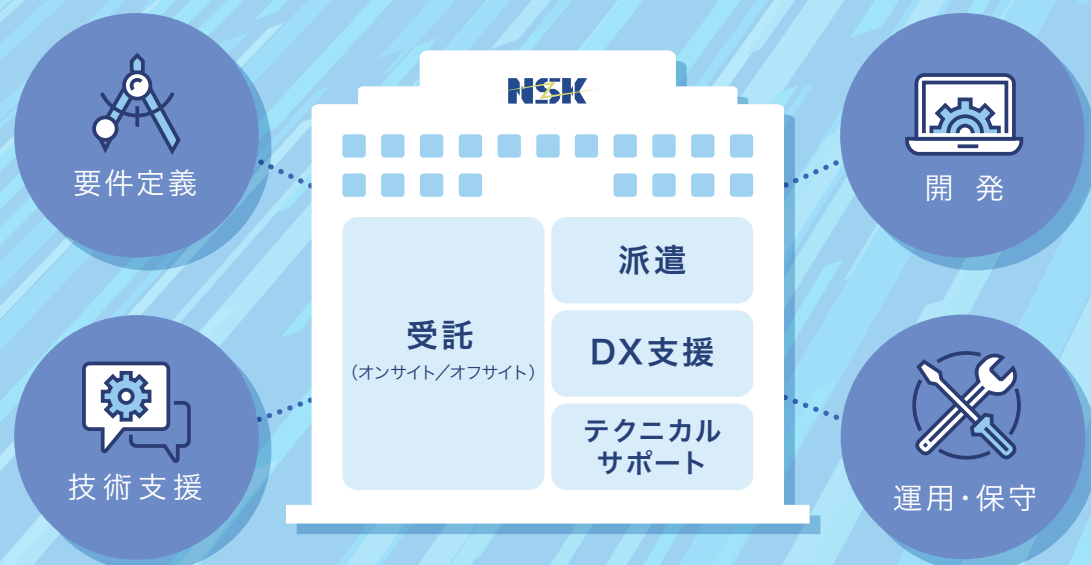 NSK
要件定義
開発
受託
（オンサイト／オフサイト）
派遣
DX支援
テクニカル
サポート
技術支援
運用・保守